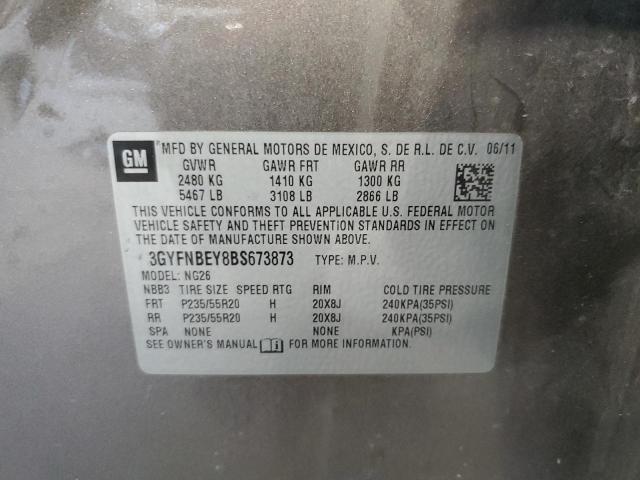 GM
MFD BY GENERAL MOTORS DE MEXICO, S. DE R.L. DE C.V. 06/11
GVWR GAWR FRT GAWR RR
2480 KG 1410 KG 1300 KG
5467 LB 3108 LB 2866 LB
THIS VEHICLE CONFORMS TO ALL APPLICABLE U.S. FEDERAL MOTOR
VEHICLE SAFETY AND THEFT PREVENTION STANDARDS IN EFFECT ON
THE DATE OF MANUFACTURE SHOWN ABOVE.
3GYFNBEY8BS673873 TYPE: M.P.V.
MODEL: NG26
NBB3 TIRE SIZE SPEED RTG RIM COLD TIRE PRESSURE
FRT P235/55R20 H 20X8J 240KPA(35PSI)
RR P235/55R20 H 20X8J 240KPA(35PSI)
SPA NONE NONE KPA(PSI)
SEE OWNER'S MANUAL FOR MORE INFORMATION.